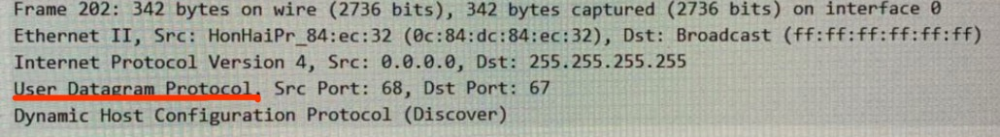 Frame 202: 342 bytes on wire (2736 bits), 342 bytes captured (2736 bits) on interface 0
Ethernet II, Src: HonHaiPr_84:ec:32 (0c:84:dc:84:ec:32), Dst: Broadcast (ff:ff:ff:ff:ff:ff)
Internet Protocol Version 4, Src: 0.0.0.0, Dst: 255.255.255.255
User Datagram Protocol, Src Port: 68, Dst Port: 67
Dynamic Host Configuration Protocol (Discover)